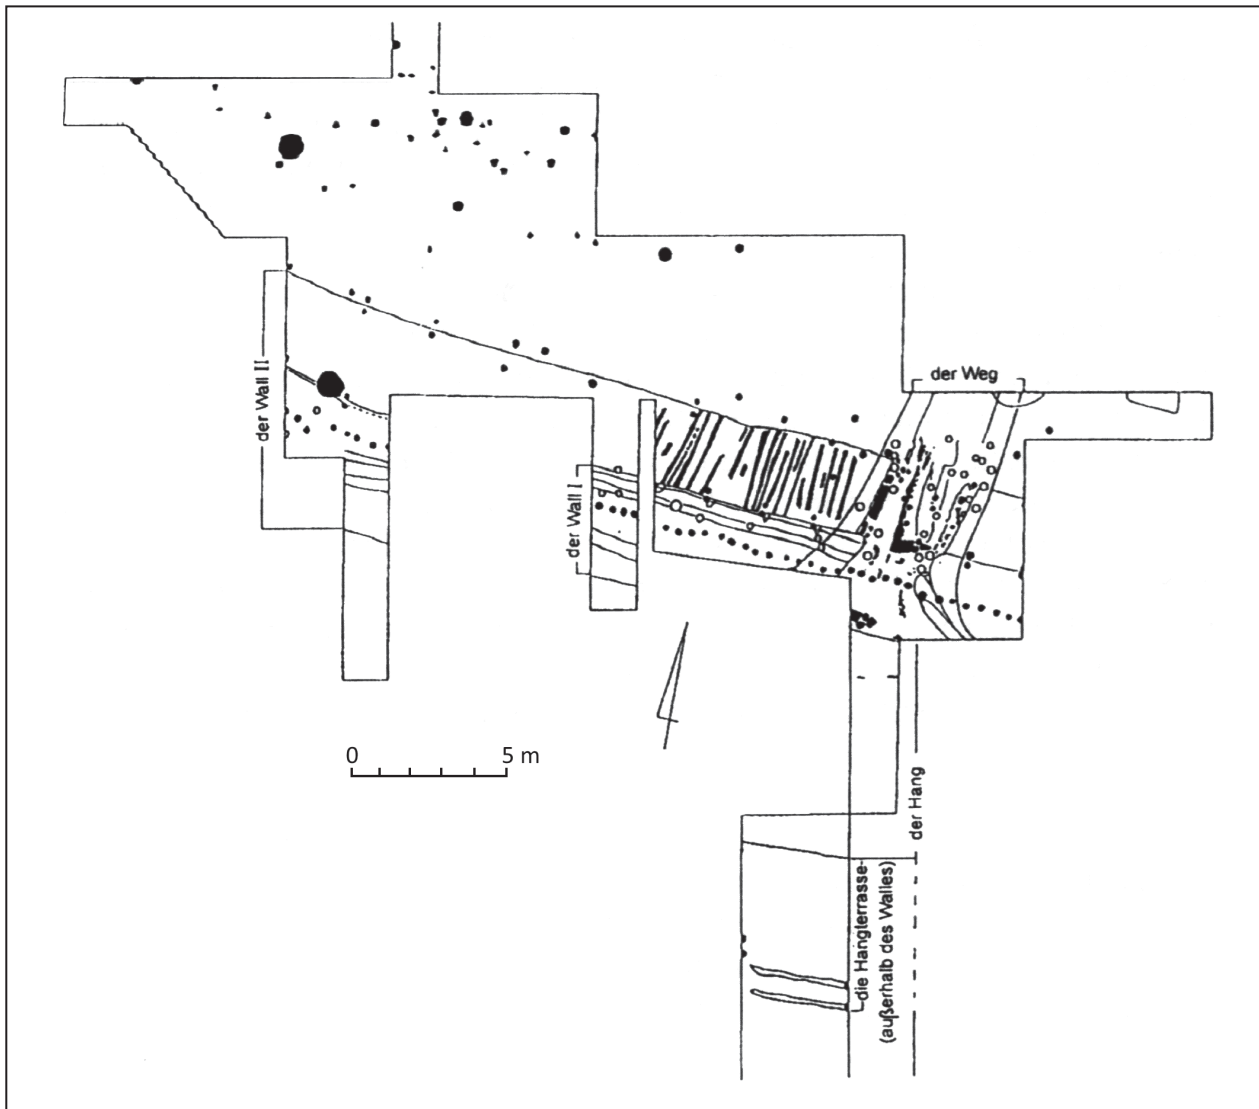 der Weg
der Wall II
der Wall I
0 5 m
der Hang
die Hangterrasse-
(außerhalb des Walles)